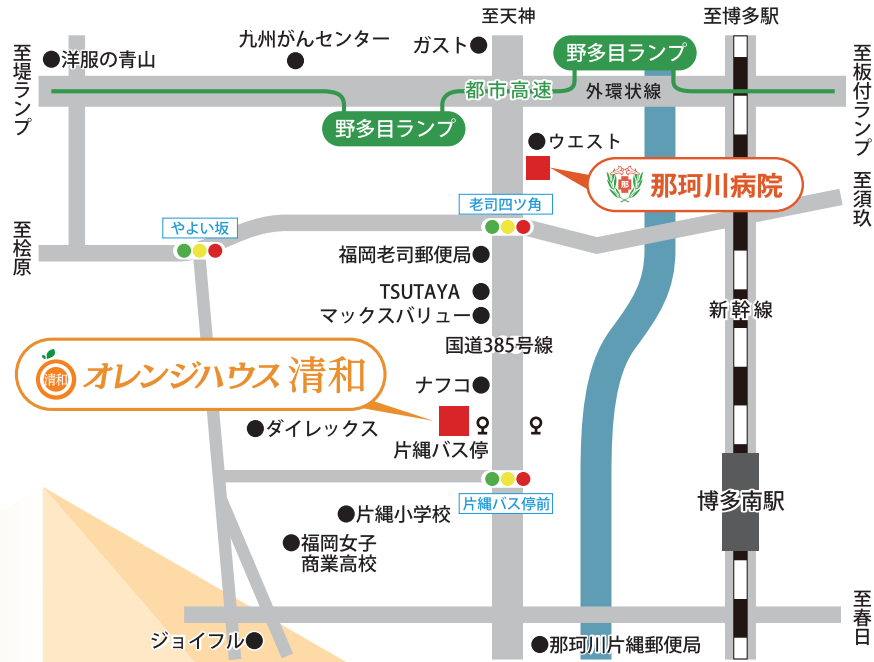 至天神
至博多駅
九州がんセンター
ガスト
野多目ランプ
至堤ランプ
洋服の青山
至板付ランプ
都市高速
外環状線
野多目ランプ
ウエスト
那
那珂川病院
至須玖
老司四ツ角
やよい坂
至桧原
福岡老司郵便局
TSUTAYA
マックスバリュー
新幹線
国道385号線
清和
オレンジハウス清和
ナフコ
ダイレックス
片縄バス停
片縄バス停前
博多南駅
片縄小学校
福岡女子
商業高校
至春日
ジョイフル
那珂川片縄郵便局